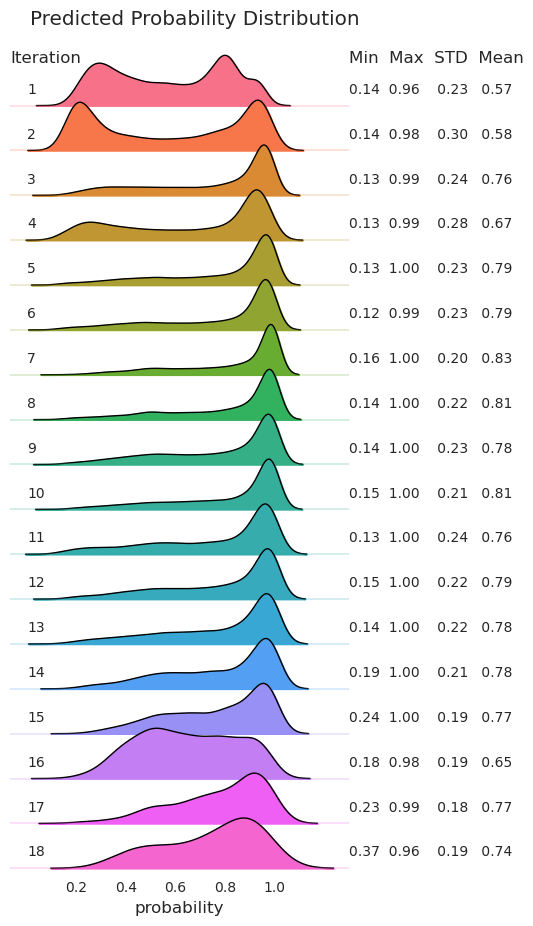 Predicted Probability Distribution
Iteration Min Max STD Mean
1 0.14 0.96 0.23 0.57
2 0.14 0.98 0.30 0.58
3 0.13 0.99 0.24 0.76
4 0.13 0.99 0.28 0.67
5 0.13 1.00 0.23 0.79
6 0.12 0.99 0.23 0.79
7 0.16 1.00 0.20 0.83
8 0.14 1.00 0.22 0.81
9 0.14 1.00 0.23 0.78
10 0.15 1.00 0.21 0.81
11 0.13 1.00 0.24 0.76
12 0.15 1.00 0.22 0.79
13 0.14 1.00 0.22 0.78
14 0.19 1.00 0.21 0.78
15 0.24 1.00 0.19 0.77
16 0.18 0.98 0.19 0.65
17 0.23 0.99 0.18 0.77
18 0.37 0.96 0.19 0.74
0.2 0.4 0.6 0.8 1.0
probability